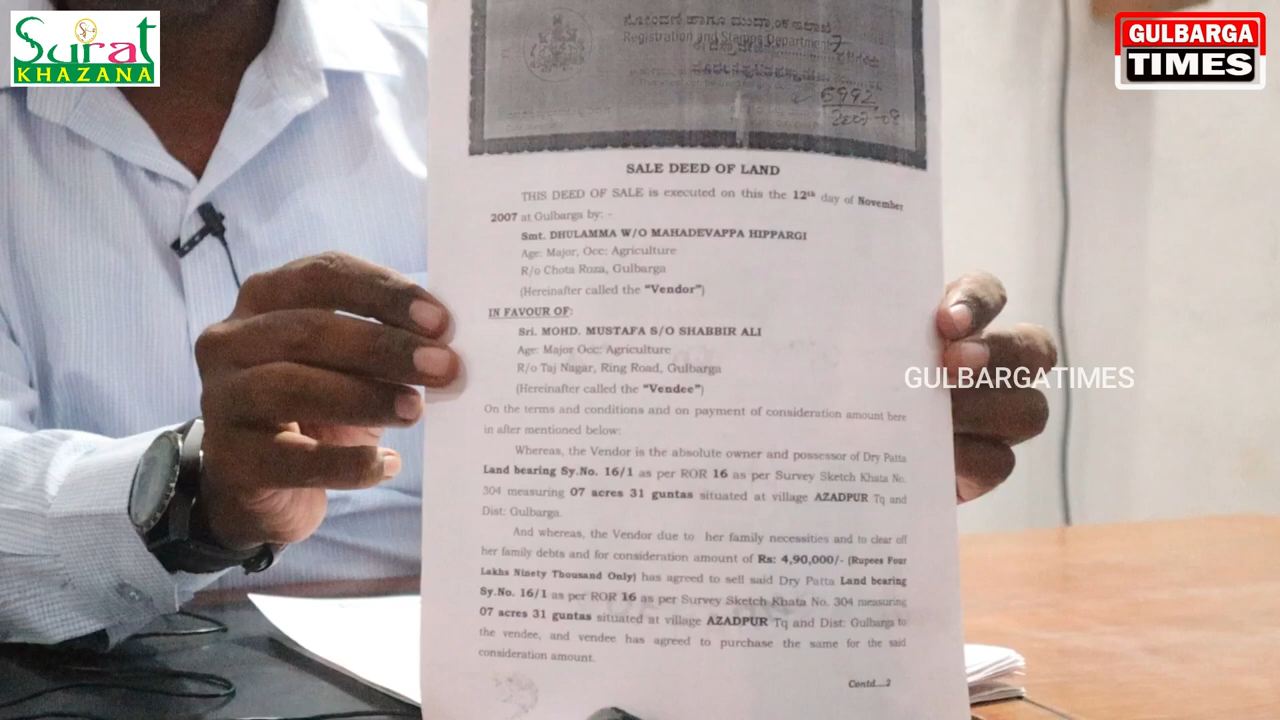 Surat
KHAZANA
GULBARGA
TIMES
ನೋಂದಣಿ ಹಾಗೂ ಮುದ್ರಾಂಕ ಇಲಾಖೆ
Registration and Stamps Department
5992
2007-08
SALE DEED OF LAND
THIS DEED OF SALE is executed on this the 12th day of November
2007 at Gulbarga by: -
Smt. DHULAMMA W/O MAHADEVAPPA HIPPARGI
Age: Major, Occ: Agriculture
R/o Chota Roza, Gulbarga
(Hereinafter called the "Vendor")
IN FAVOUR OF:
Sri. MOHD. MUSTAFA S/O SHABBIR ALI
Age: Major Occ: Agriculture
R/o Taj Nagar, Ring Road, Gulbarga
(Hereinafter called the "Vendee")
GULBARGATIMES
On the terms and conditions and on payment of consideration amount here
in after mentioned below:
Whereas, the Vendor is the absolute owner and possessor of Dry Patta
Land bearing Sy.No. 16/1 as per ROR 16 as per Survey Sketch Khata No.
304 measuring 07 acres 31 guntas situated at village AZADPUR Tq and
Dist: Gulbarga.
And whereas, the Vendor due to her family necessities and to clear off
her family debts and for consideration amount of Rs: 4,90,000/- (Rupees Four
Lakhs Ninety Thousand Only) has agreed to sell said Dry Patta Land bearing
Sy.No. 16/1 as per ROR 16 as per Survey Sketch Khata No. 304 measuring
07 acres 31 guntas situated at village AZADPUR Tq and Dist: Gulbarga to
the vendee, and vendee has agreed to purchase the same for the said
consideration amount.
Contd....2